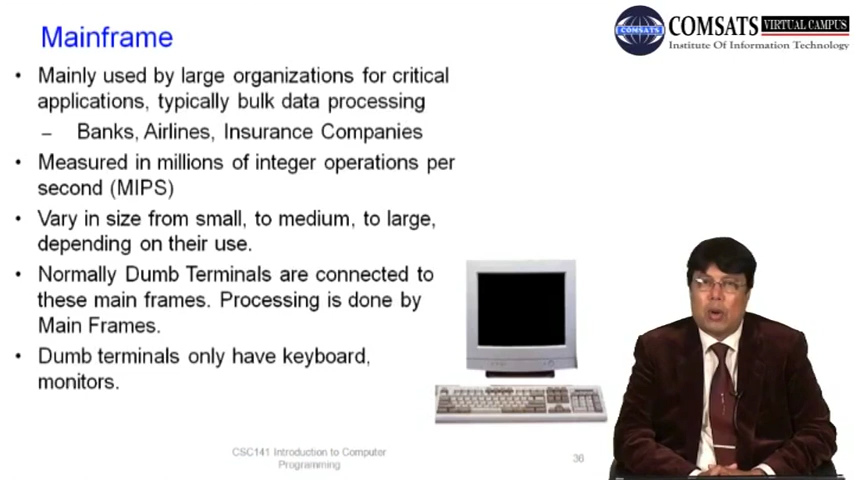 Mainframe
COMSATS VIRTUAL CAMPUS
COMSATS
Institute Of Information Technology
• Mainly used by large organizations for critical
applications, typically bulk data processing
– Banks, Airlines, Insurance Companies
• Measured in millions of integer operations per
second (MIPS)
• Vary in size from small, to medium, to large,
depending on their use.
• Normally Dumb Terminals are connected to
these main frames. Processing is done by
Main Frames.
• Dumb terminals only have keyboard,
monitors.
CSC141 Introduction to Computer
Programming
36